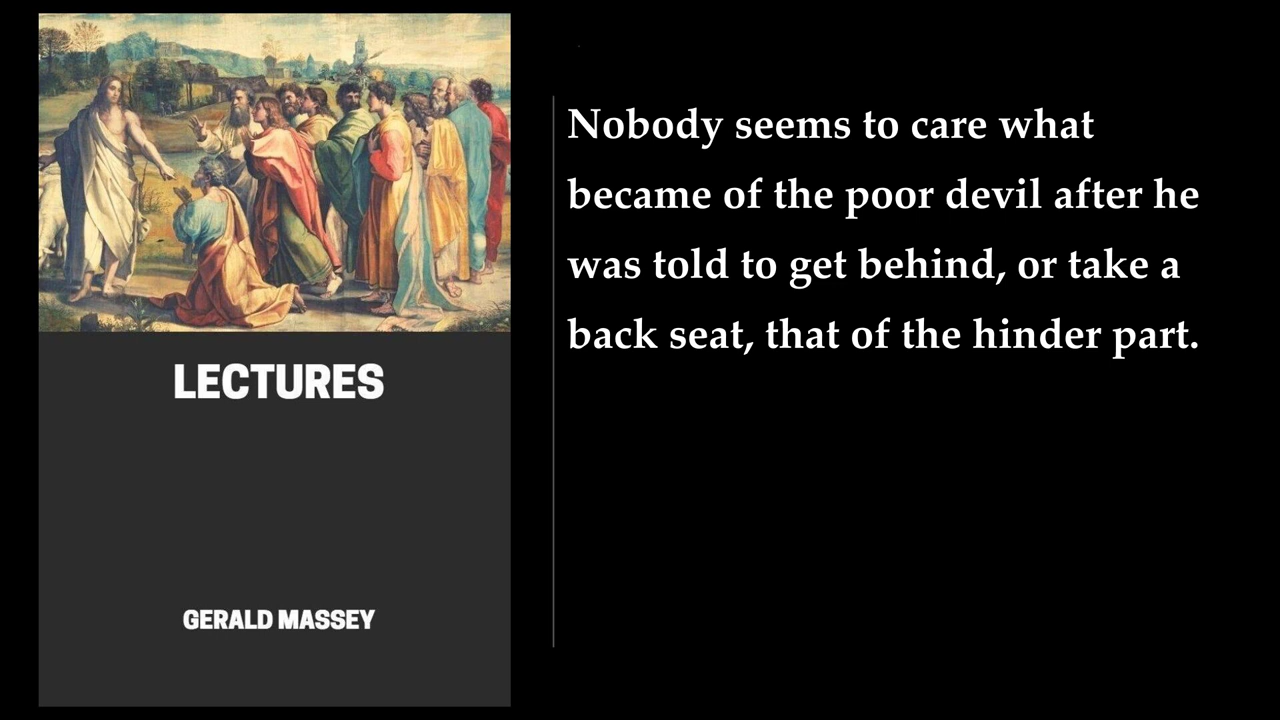 LECTURES
GERALD MASSEY
Nobody seems to care what
became of the poor devil after he
was told to get behind, or take a
back seat, that of the hinder part.